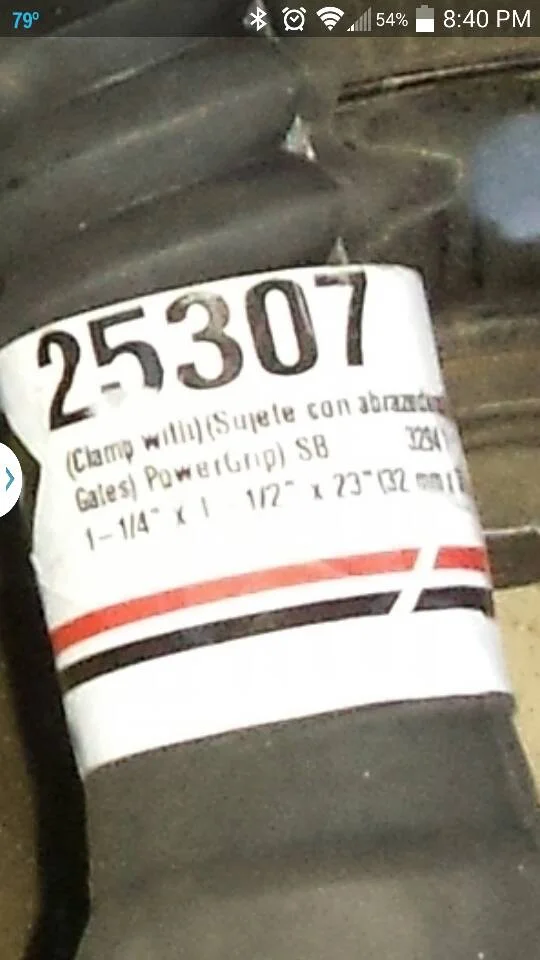 79° 54% 8:40 PM
25307
(Clamp with) (Sujete con
Gates) PowerGrip) SB
1-1/4" x 1 1/2" x 23" (32 mm x